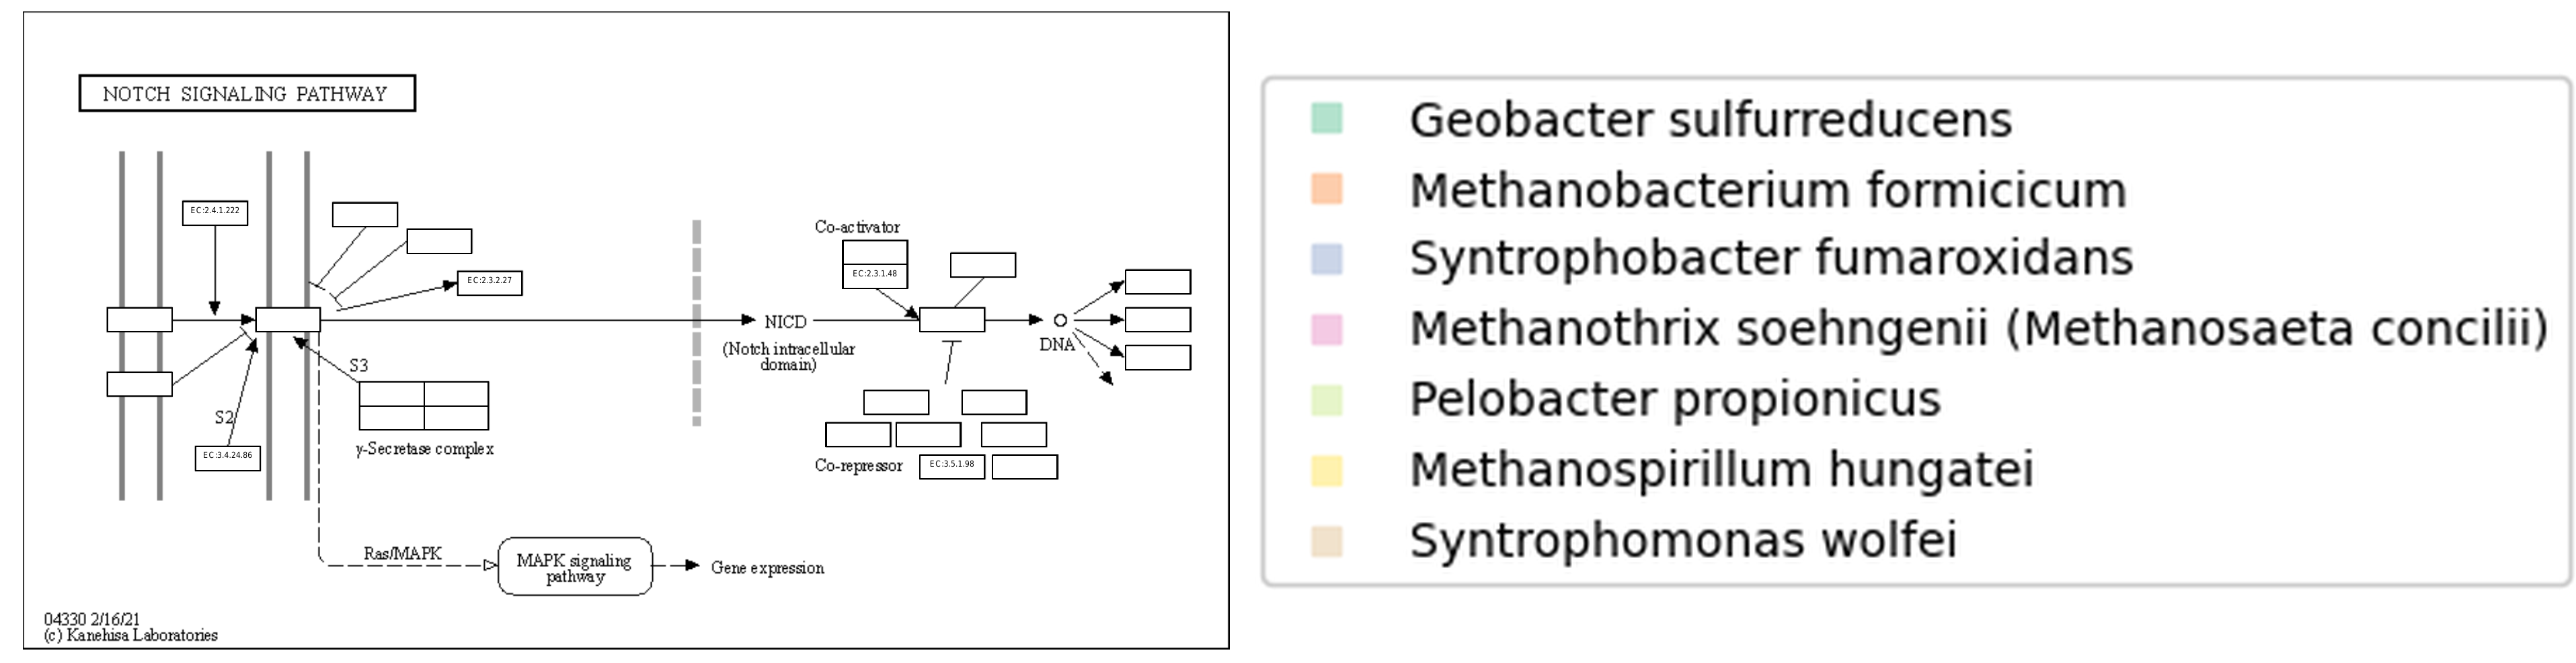 NOTCH SIGNALING PATHWAY
EC:2.4.1.222
EC:2.3.2.27
Co-activator
EC:2.3.1.48
NICD
(Notch intracellular
domain)
DNA
S3
S2
γ-Secretase complex
EC:3.4.24.86
Co-repressor
EC:3.5.1.98
Ras/MAPK
MAPK signaling
pathway
Gene expression
04330 2/16/21
(c) Kanehisa Laboratories
Geobacter sulfurreducens
Methanobacterium formicicum
Syntrophobacter fumaroxidans
Methanothrix soehngenii (Methanosaeta concilii)
Pelobacter propionicus
Methanospirillum hungatei
Syntrophomonas wolfei